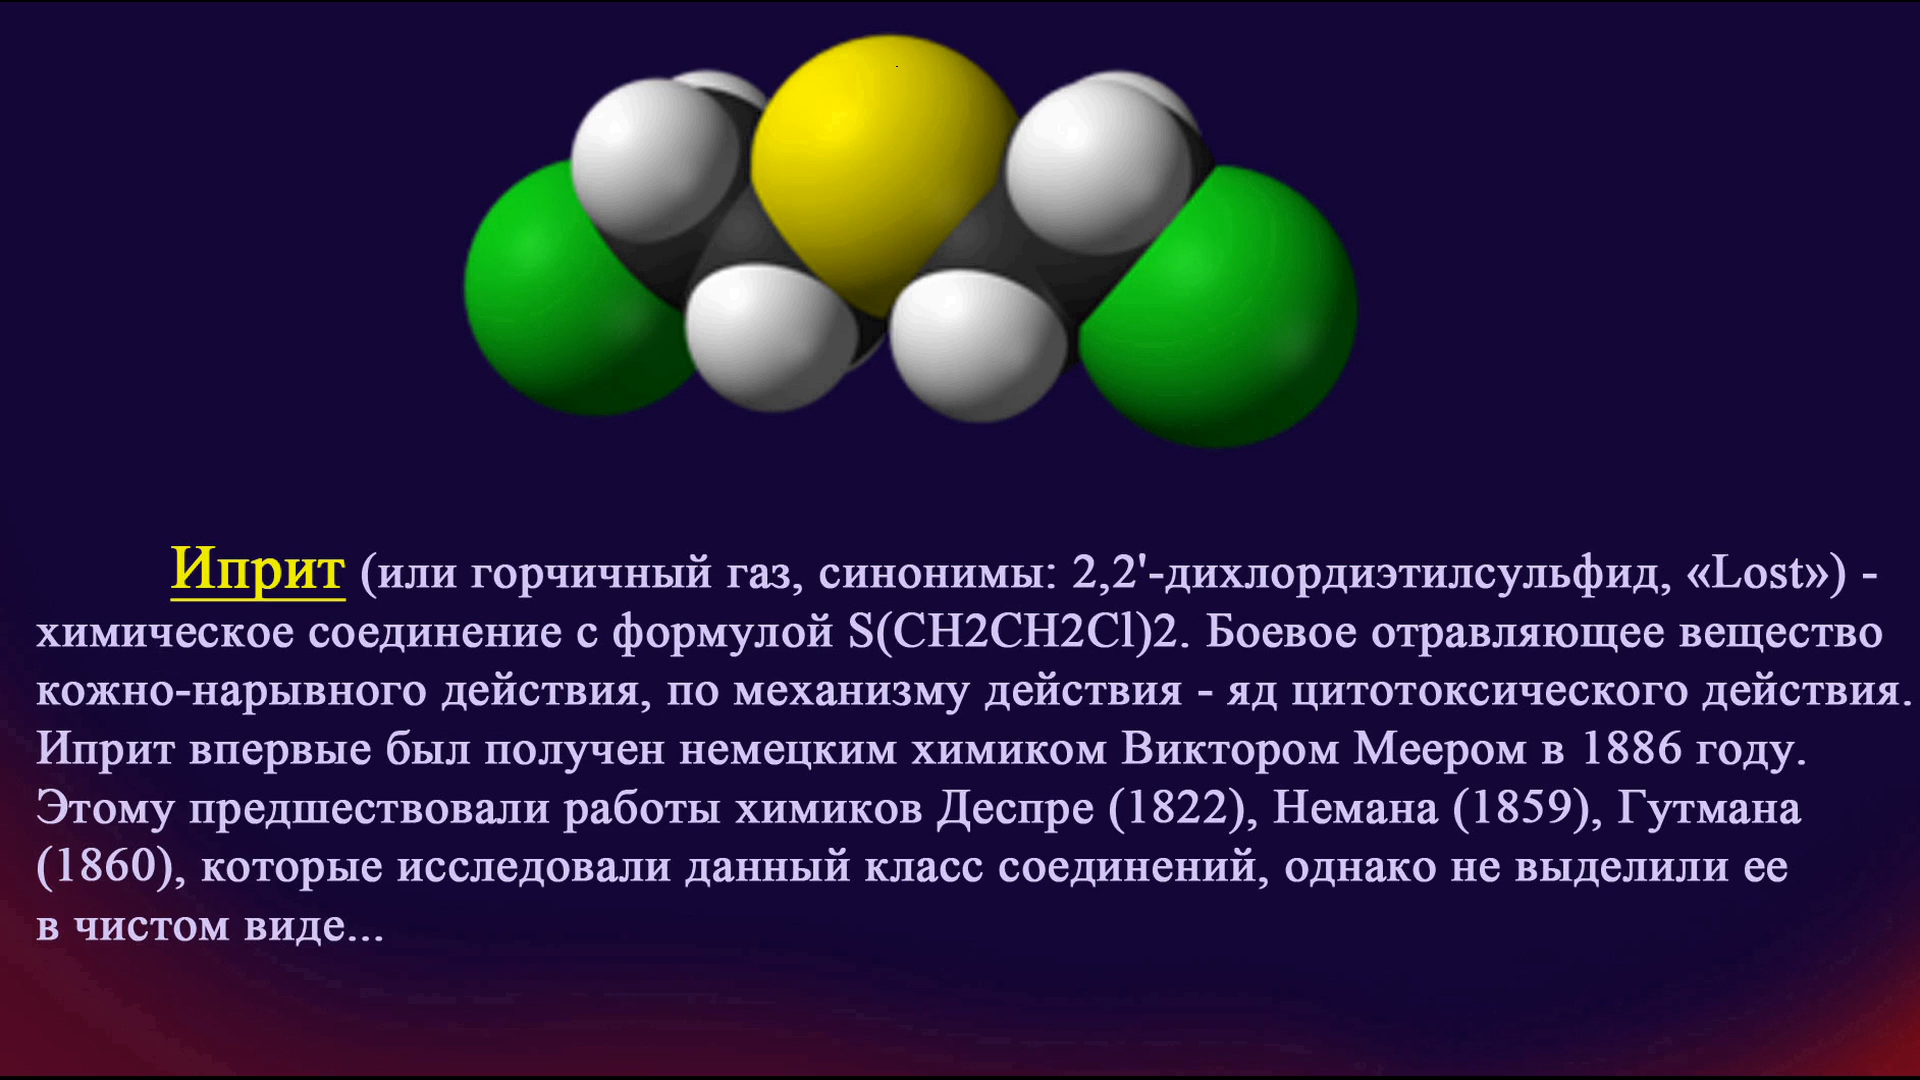 Иприт (или горчичный газ, синонимы: 2,2'-дихлордиэтилсульфид, «Lost») -
химическое соединение с формулой S(CH2CH2Cl)2. Боевое отравляющее вещество
кожно-нарывного действия, по механизму действия - яд цитотоксического действия.
Иприт впервые был получен немецким химиком Виктором Меером в 1886 году.
Этому предшествовали работы химиков Деспре (1822), Немана (1859), Гутмана
(1860), которые исследовали данный класс соединений, однако не выделили ее
в чистом виде...